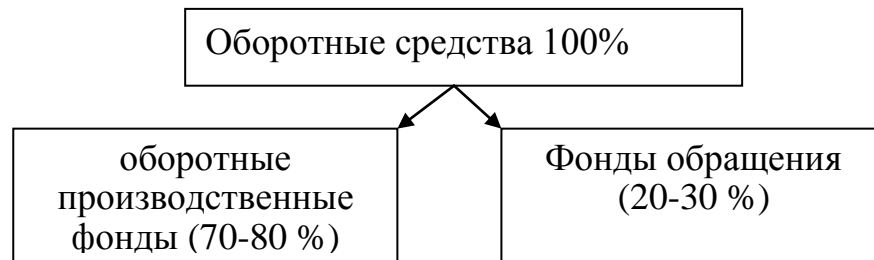 Оборотные средства 100%
оборотные
производственные
фонды (70-80 %)
Фонды обращения
(20-30 %)